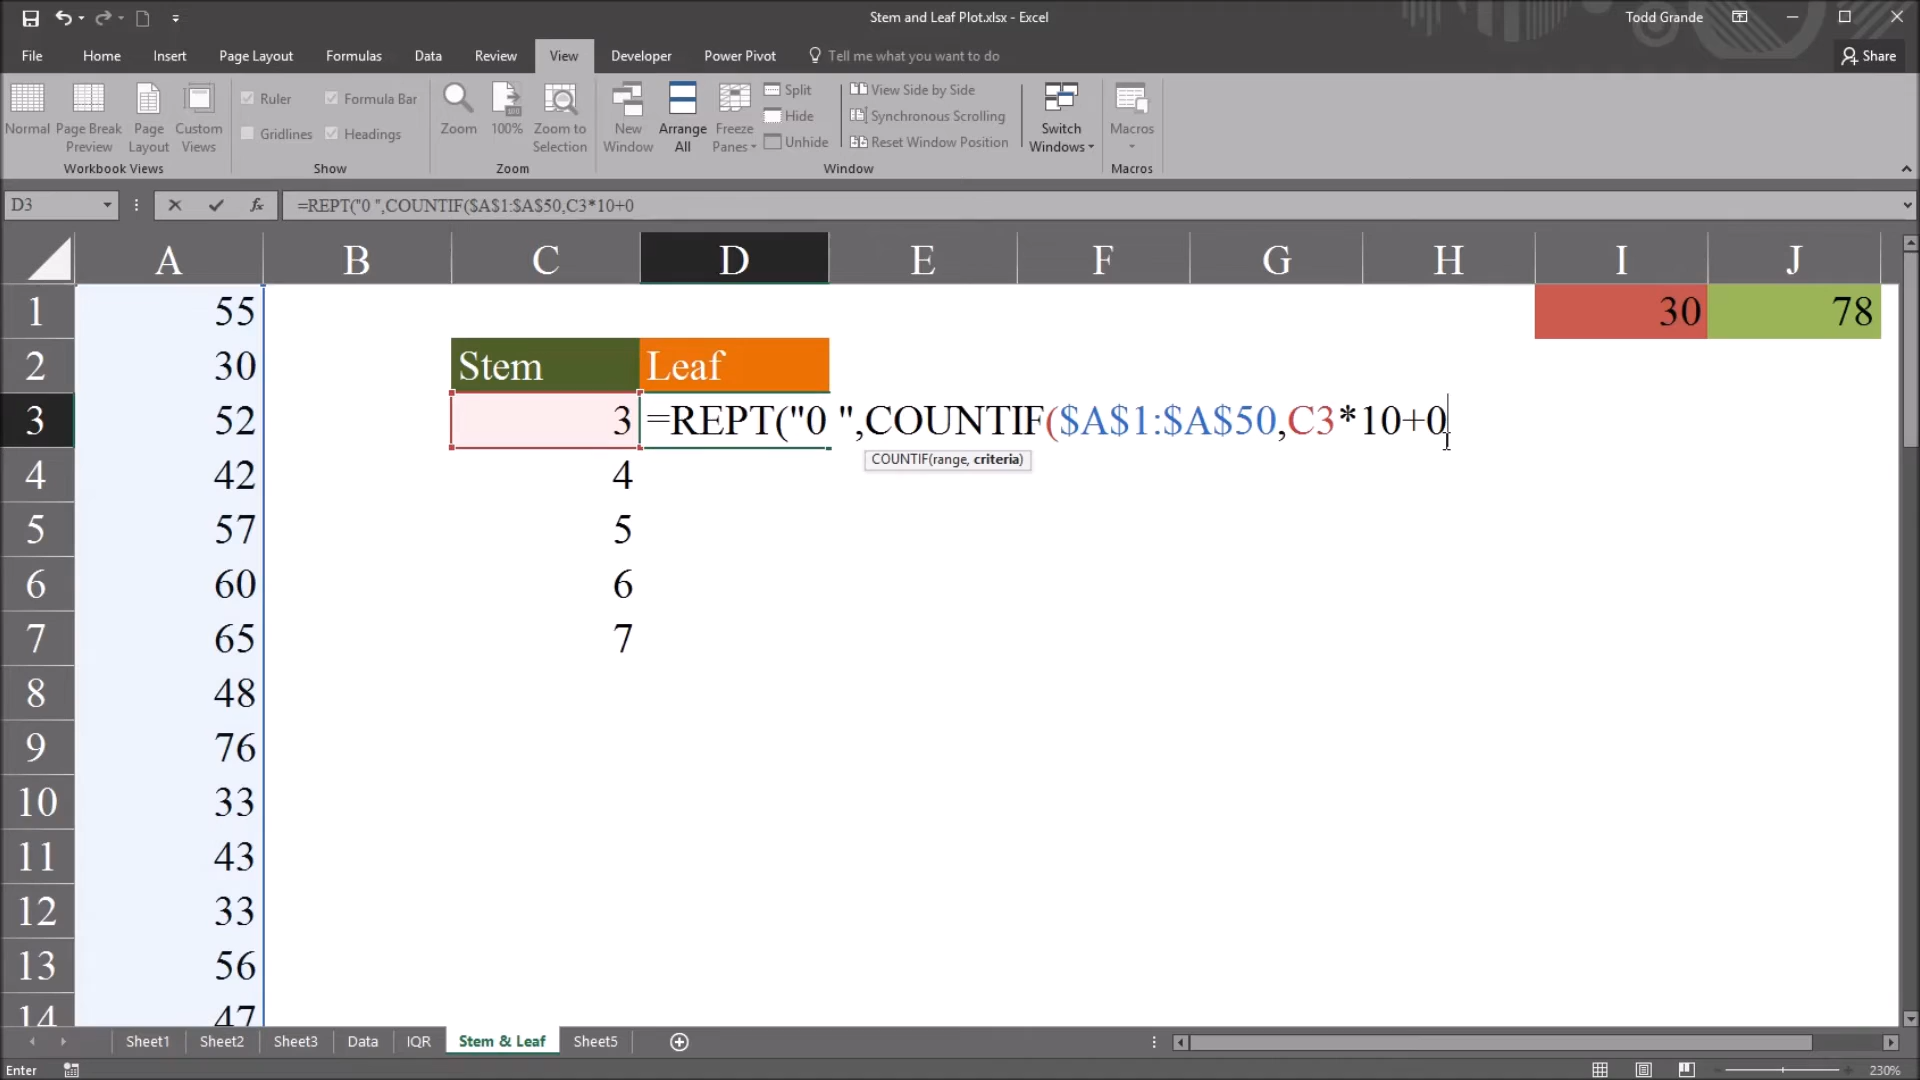 Stem and Leaf Plot.xlsx - Excel
Todd Grande
File Home Insert Page Layout Formulas Data Review View Developer Power Pivot Tell me what you want to do Share
Ruler Formula Bar
Gridlines Headings
Normal Page Break Preview Page Layout Custom Views
Zoom 100% Zoom to Selection
New Window Arrange All Freeze Panes
Split
Hide
Unhide
View Side by Side
Synchronous Scrolling
Reset Window Position
Switch Windows
Macros
Workbook Views Show Zoom Window Macros
D3 fx =REPT("0 ",COUNTIF($A$1:$A$50,C3*10+0
A B C D E F G H I J
1 55 30 78
2 30 Stem Leaf
3 52 3 =REPT("0 ",COUNTIF($A$1:$A$50,C3*10+0
COUNTIF(range, criteria)
4 42 4
5 57 5
6 60 6
7 65 7
8 48
9 76
10 33
11 43
12 33
13 56
14 47
Sheet1 Sheet2 Sheet3 Data IQR Stem & Leaf Sheet5
Enter 230%